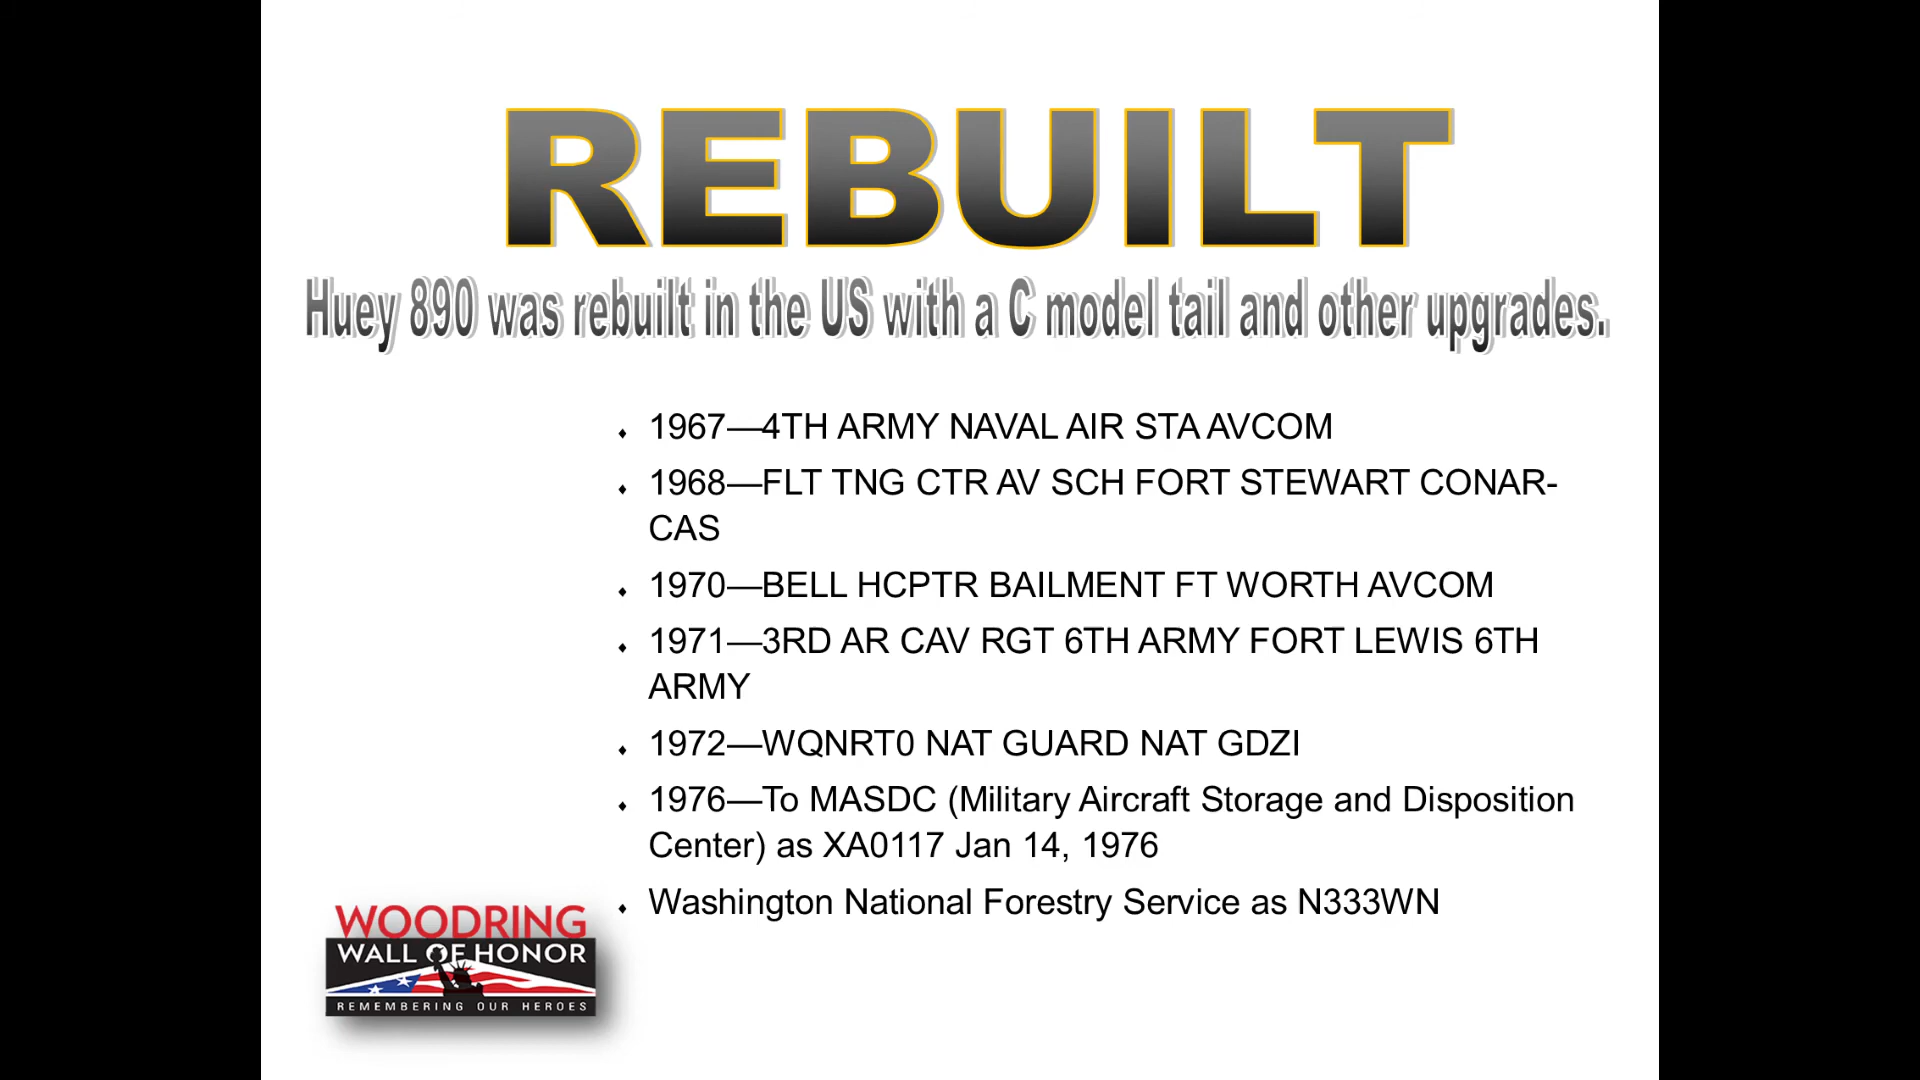 REBUILT
Huey 890 was rebuilt in the US with a C model tail and other upgrades.
1967—4TH ARMY NAVAL AIR STA AVCOM
1968—FLT TNG CTR AV SCH FORT STEWART CONAR-
CAS
1970—BELL HCPTR BAILMENT FT WORTH AVCOM
1971—3RD AR CAV RGT 6TH ARMY FORT LEWIS 6TH
ARMY
1972—WQNRT0 NAT GUARD NAT GDZI
1976—To MASDC (Military Aircraft Storage and Disposition
Center) as XA0117 Jan 14, 1976
Washington National Forestry Service as N333WN
WOODRING
WALL OF HONOR
REMEMBERING OUR HEROES